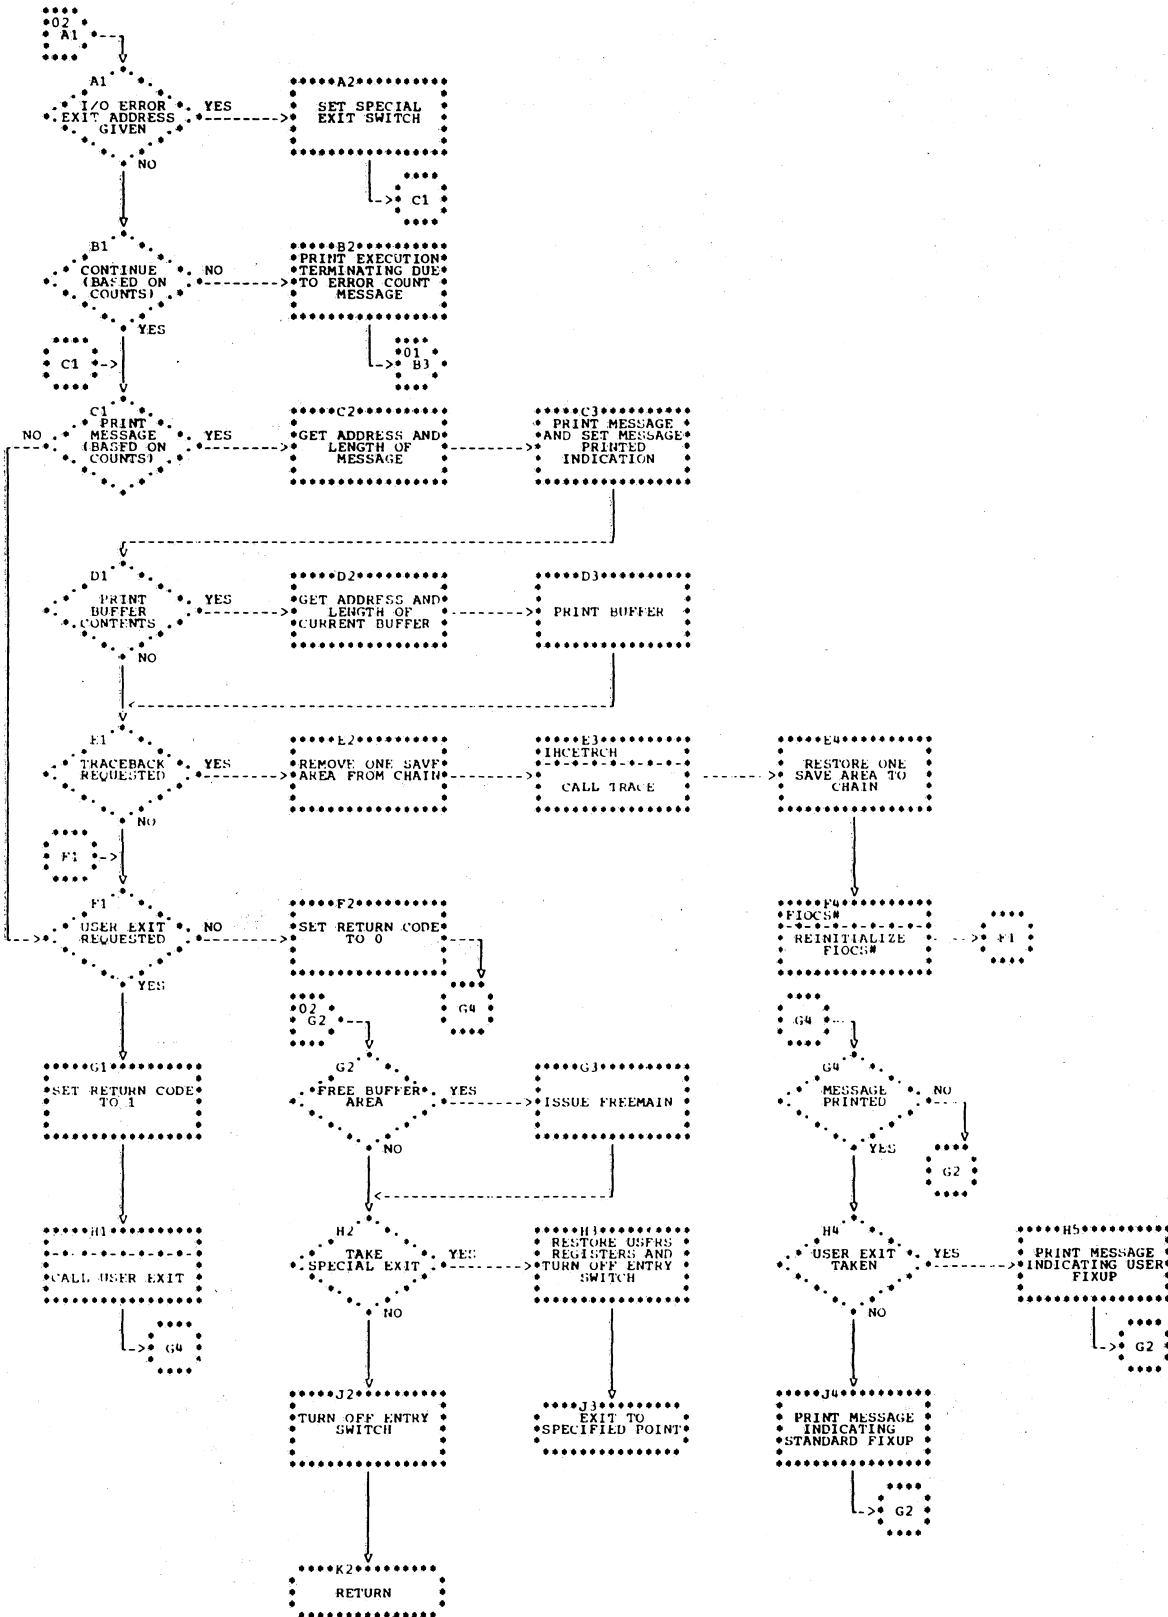 02
A1
A1
I/O ERROR
EXIT ADDRESS
GIVEN
YES
NO
A2
SET SPECIAL
EXIT SWITCH
C1
B1
CONTINUE
(BASED ON
COUNTS)
NO
YES
B2
PRINT EXECUTION
TERMINATING DUE
TO ERROR COUNT
MESSAGE
01
B3
C1
C1
PRINT
MESSAGE
(BASED ON
COUNTS)
NO
YES
C2
GET ADDRESS AND
LENGTH OF
MESSAGE
C3
PRINT MESSAGE
AND SET MESSAGE
PRINTED
INDICATION
D1
PRINT
BUFFER
CONTENTS
YES
NO
D2
GET ADDRESS AND
LENGTH OF
CURRENT BUFFER
D3
PRINT BUFFER
E1
TRACEBACK
REQUESTED
YES
NO
E2
REMOVE ONE SAVE
AREA FROM CHAIN
E3
IHCETRCH
CALL TRACE
E4
RESTORE ONE
SAVE AREA TO
CHAIN
F1
F1
USER EXIT
REQUESTED
NO
YES
F2
SET RETURN CODE
TO 0
G4
F4
FIOCS#
REINITIALIZE
FIOCS#
F1
G1
SET RETURN CODE
TO 1
02
G2
G2
FREE BUFFER
AREA
YES
NO
G3
ISSUE FREEMAIN
G4
G4
MESSAGE
PRINTED
NO
YES
G2
H1
CALL USER EXIT
G4
H2
TAKE
SPECIAL EXIT
YES
NO
H3
RESTORE USERS
REGISTERS AND
TURN OFF ENTRY
SWITCH
H4
USER EXIT
TAKEN
YES
NO
H5
PRINT MESSAGE
INDICATING USER
FIXUP
G2
J2
TURN OFF ENTRY
SWITCH
J3
EXIT TO
SPECIFIED POINT
J4
PRINT MESSAGE
INDICATING
STANDARD FIXUP
G2
K2
RETURN